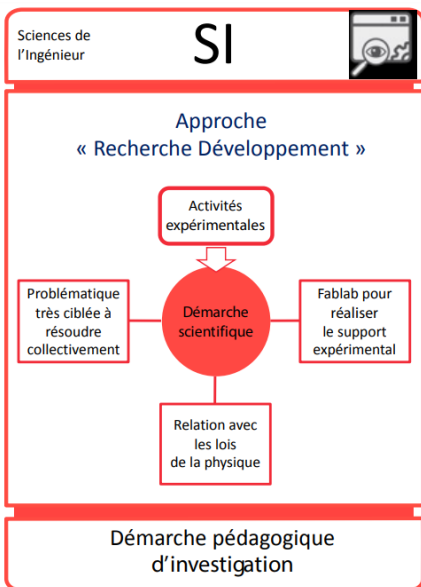 Sciences de
l’Ingénieur
SI
Approche
« Recherche Développement »
Activités
expérimentales
Problématique
très ciblée à
résoudre
collectivement
Démarche
scientifique
Fablab pour
réaliser
le support
expérimental
Relation avec
les lois
de la physique
Démarche pédagogique
d’investigation